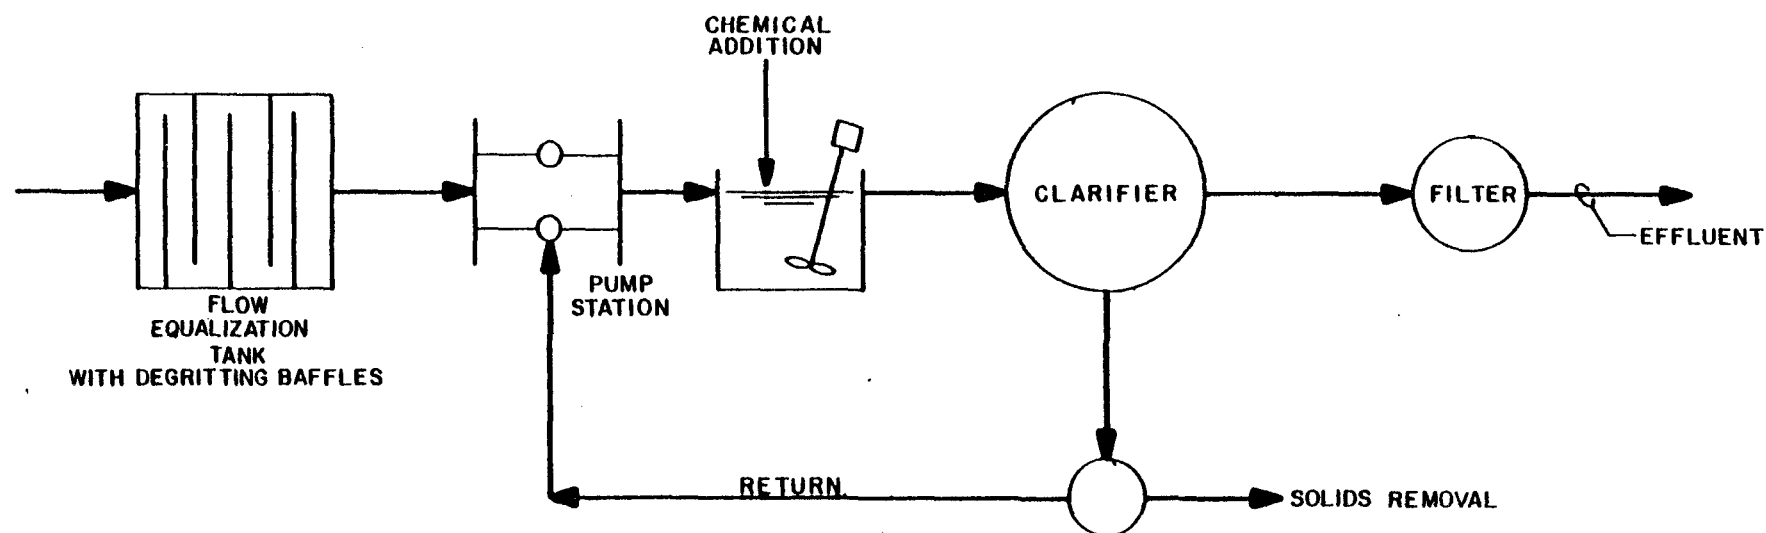 CHEMICAL
ADDITION
CLARIFIER
FILTER
EFFLUENT
PUMP
STATION
FLOW
EQUALIZATION
TANK
WITH DEGRITTING BAFFLES
RETURN
SOLIDS REMOVAL